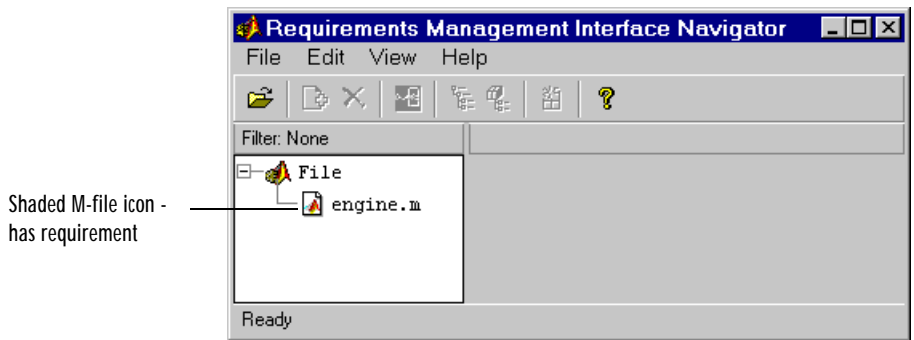 Requirements Management Interface Navigator
File Edit View Help
Filter: None
File
engine.m
Shaded M-file icon -
has requirement
Ready